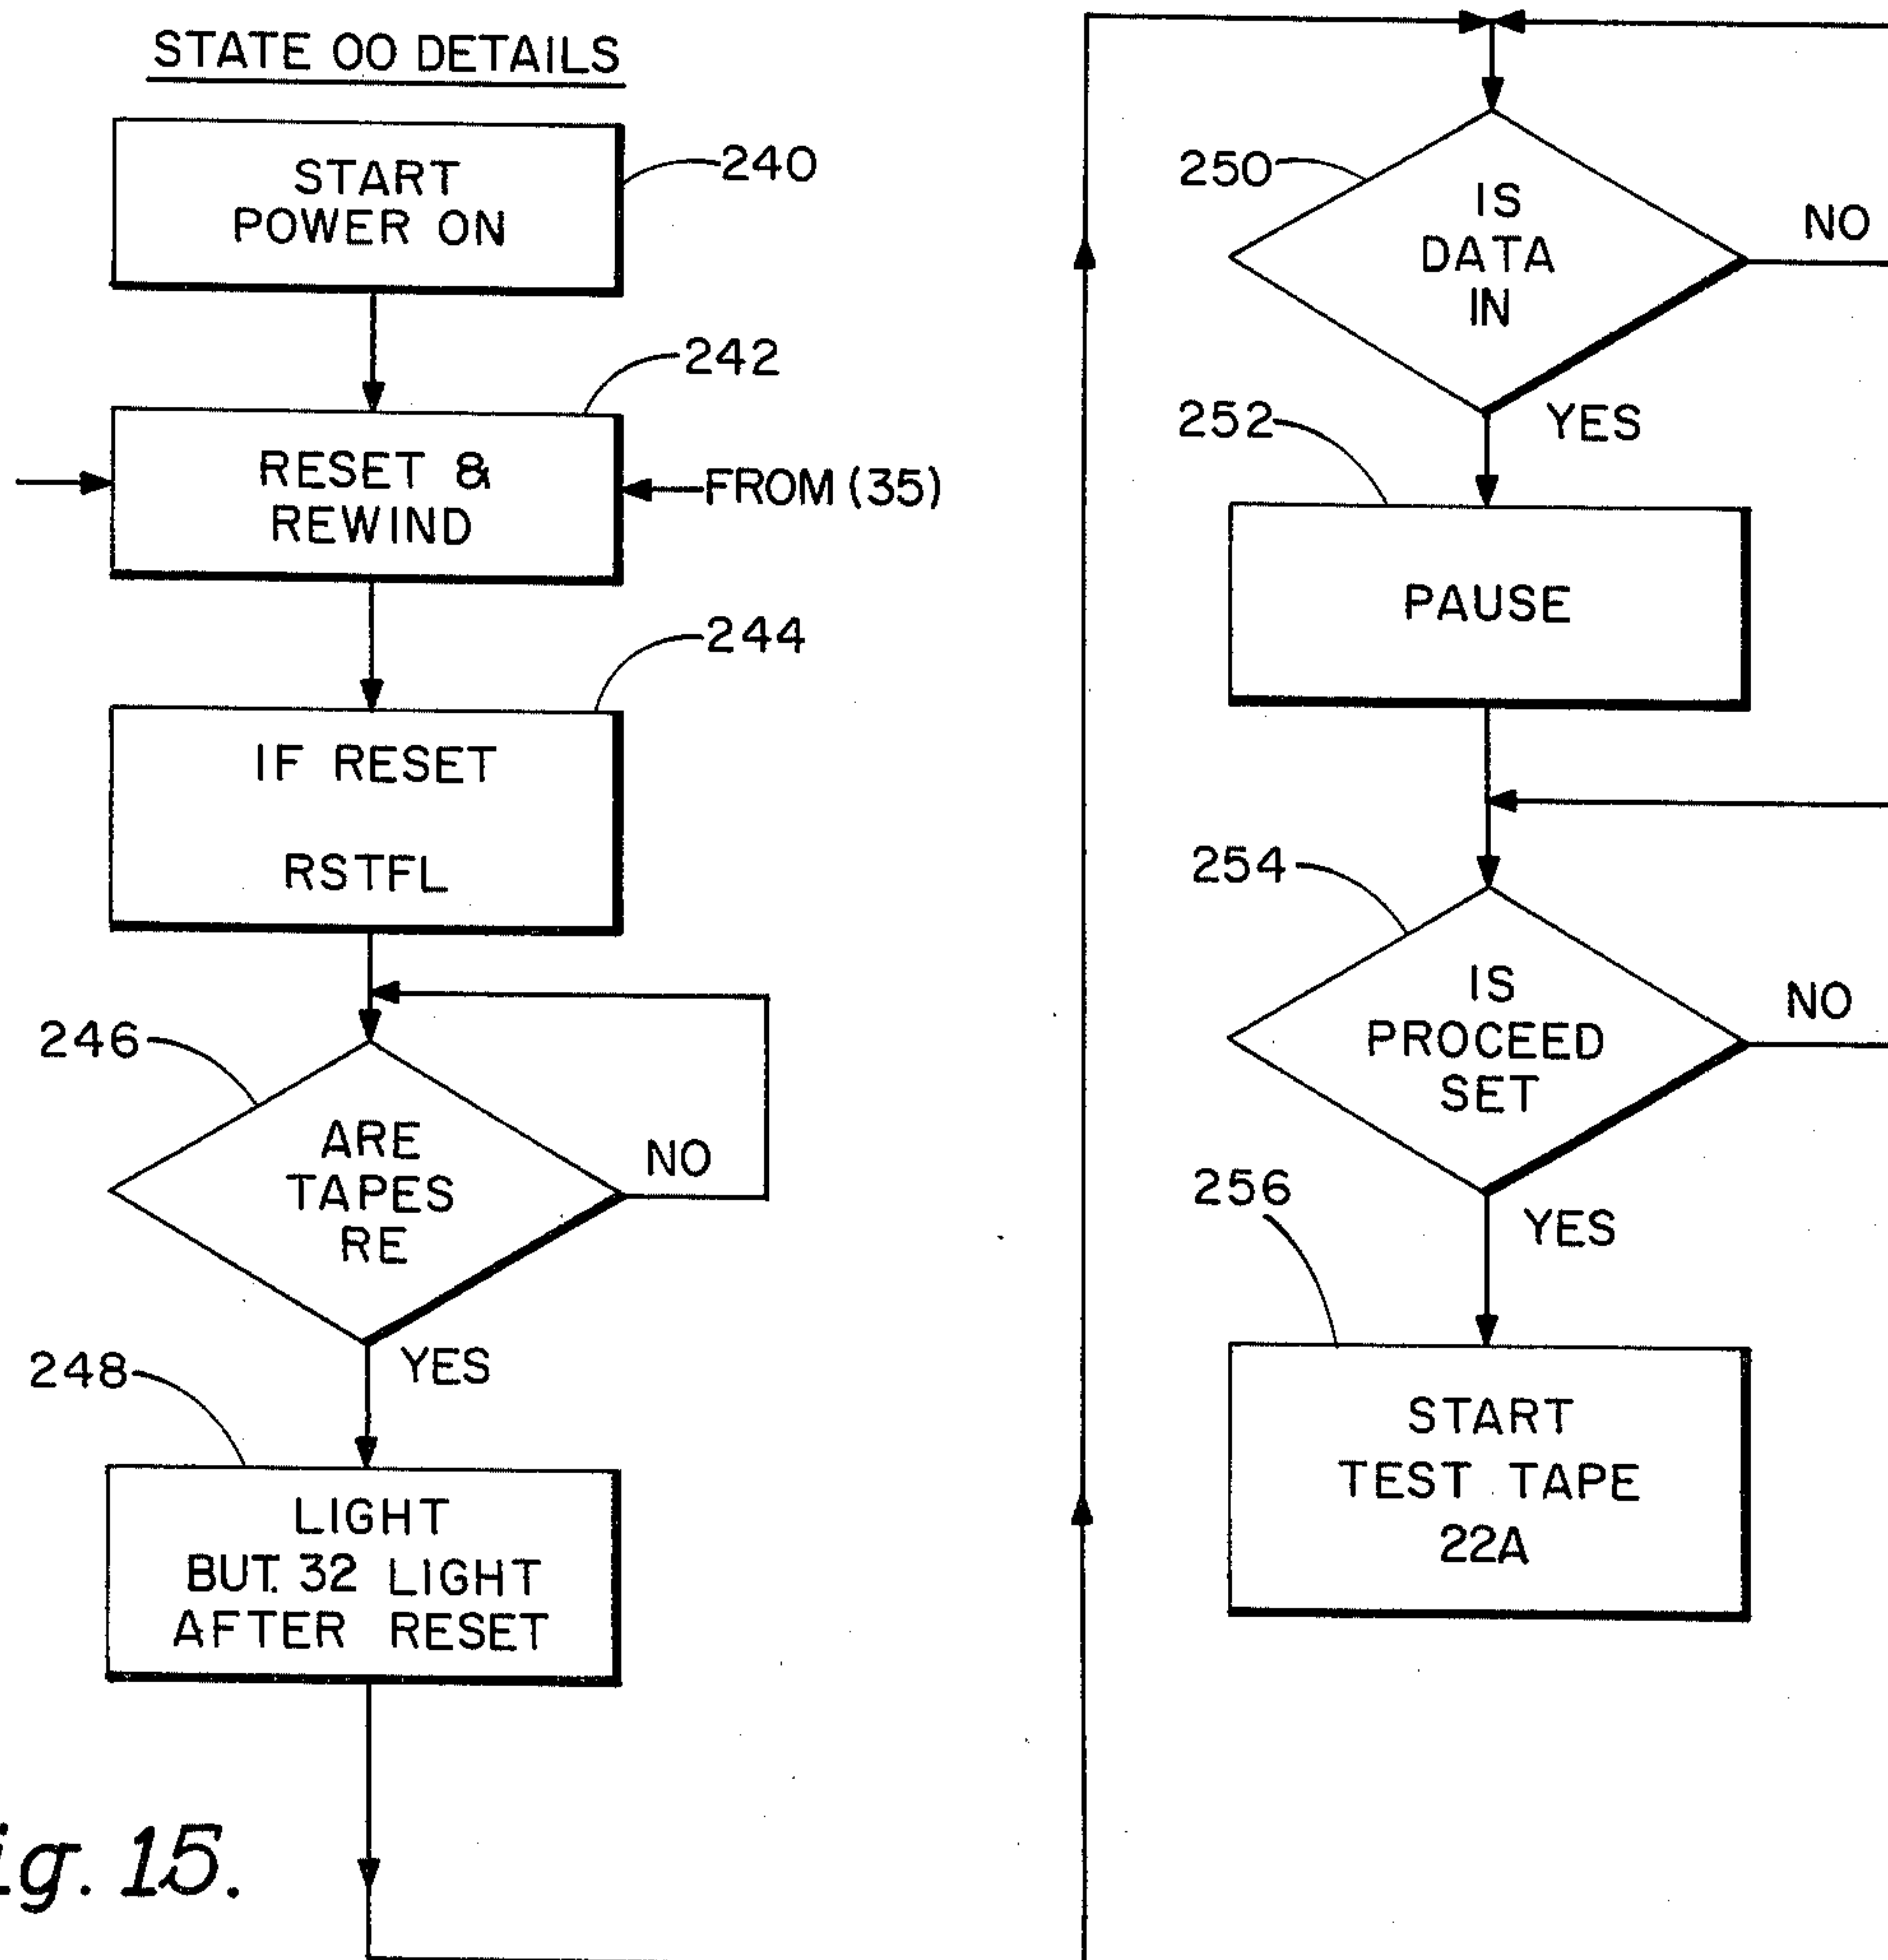 STATE 00 DETAILS
START
POWER ON
240
242
RESET &
REWIND
FROM (35)
244
IF RESET
RSTFL
246
ARE
TAPES
RE
NO
YES
248
LIGHT
BUT. 32 LIGHT
AFTER RESET
250
IS
DATA
IN
NO
YES
252
PAUSE
254
IS
PROCEED
SET
NO
YES
256
START
TEST TAPE
22A
ig. 15.